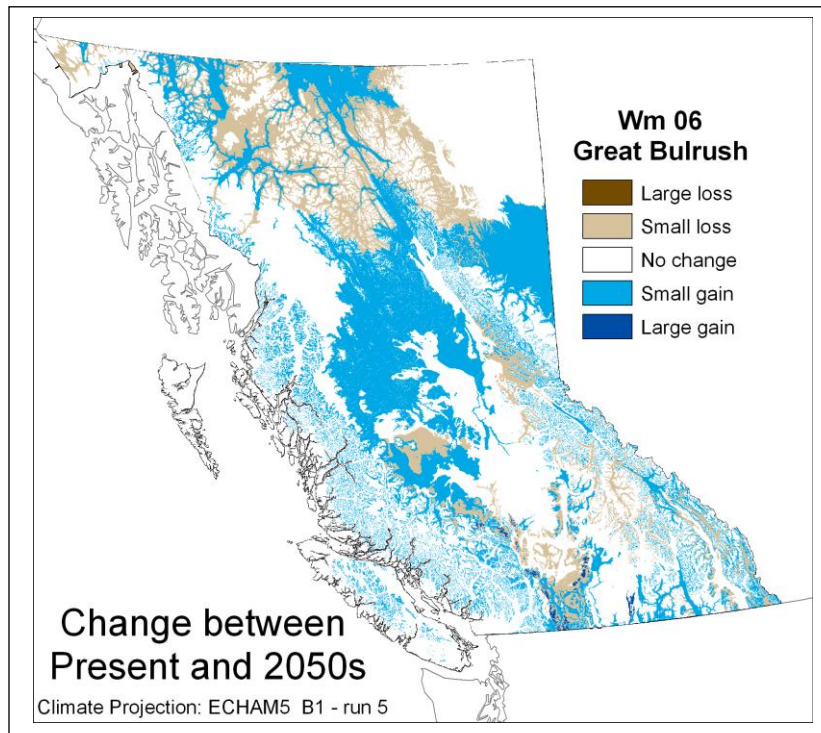 Wm 06
Great Bulrush
Large loss
Small loss
No change
Small gain
Large gain
Change between
Present and 2050s
Climate Projection: ECHAM5 B1 - run 5